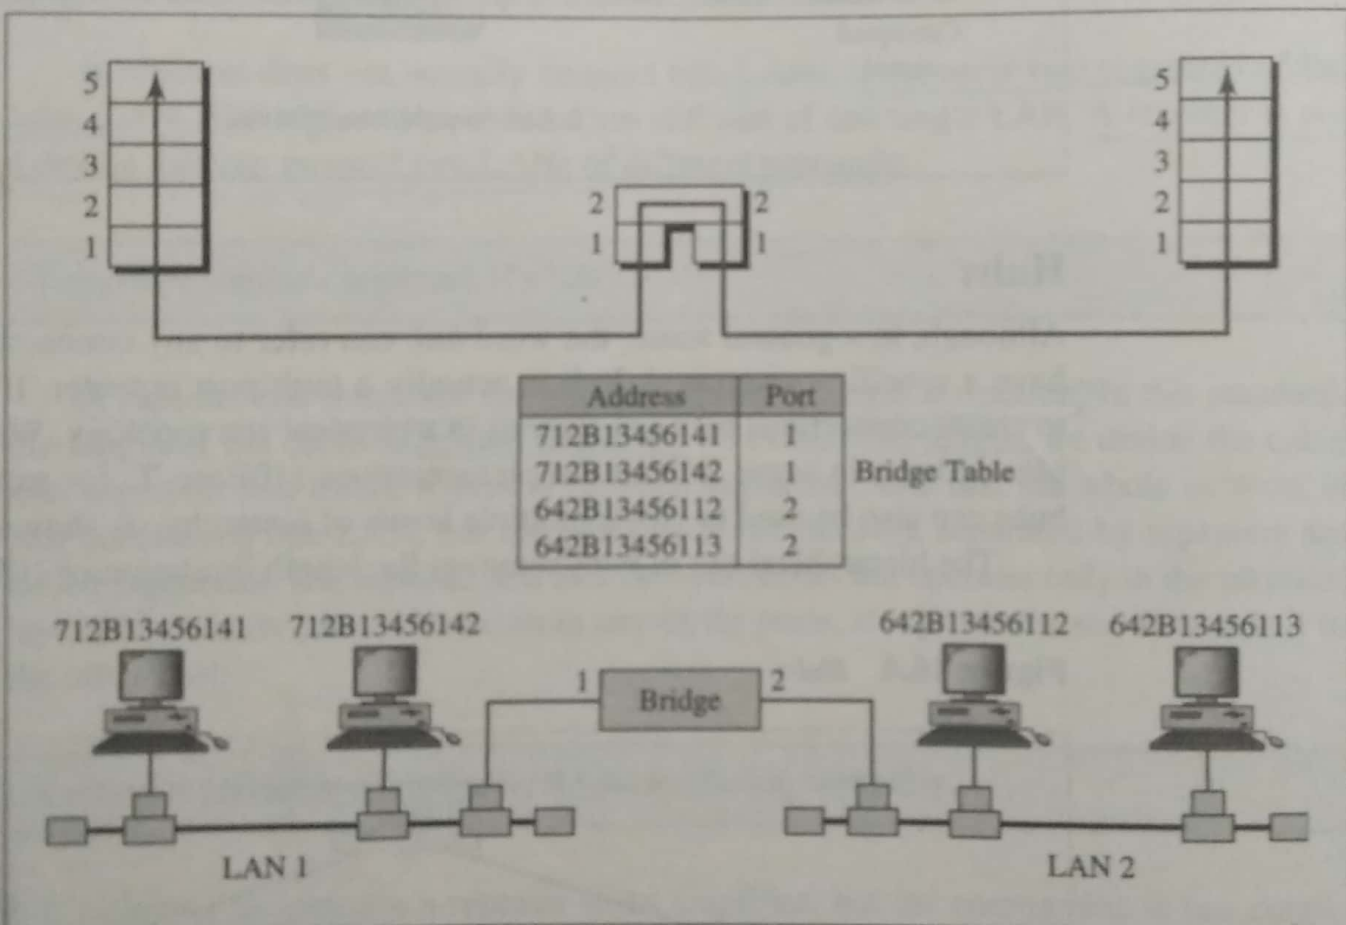 5
4
3
2
1
2 2
1 1
5
4
3
2
1
Address Port
712B13456141 1
712B13456142 1
642B13456112 2
642B13456113 2
Bridge Table
712B13456141 712B13456142 642B13456112 642B13456113
1 Bridge 2
LAN 1 LAN 2